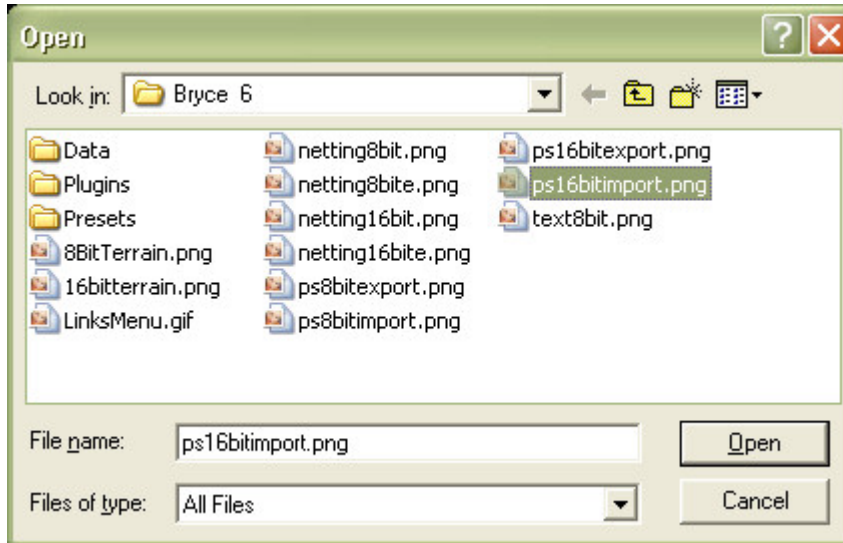 Open
Look in: Bryce 6
Data
Plugins
Presets
8BitTerrain.png
16bitterrain.png
LinksMenu.gif
netting8bit.png
netting8bite.png
netting16bit.png
netting16bite.png
ps8bitexport.png
ps8bitimport.png
ps16bitexport.png
ps16bitimport.png
text8bit.png
File name: ps16bitimport.png Open
Files of type: All Files Cancel